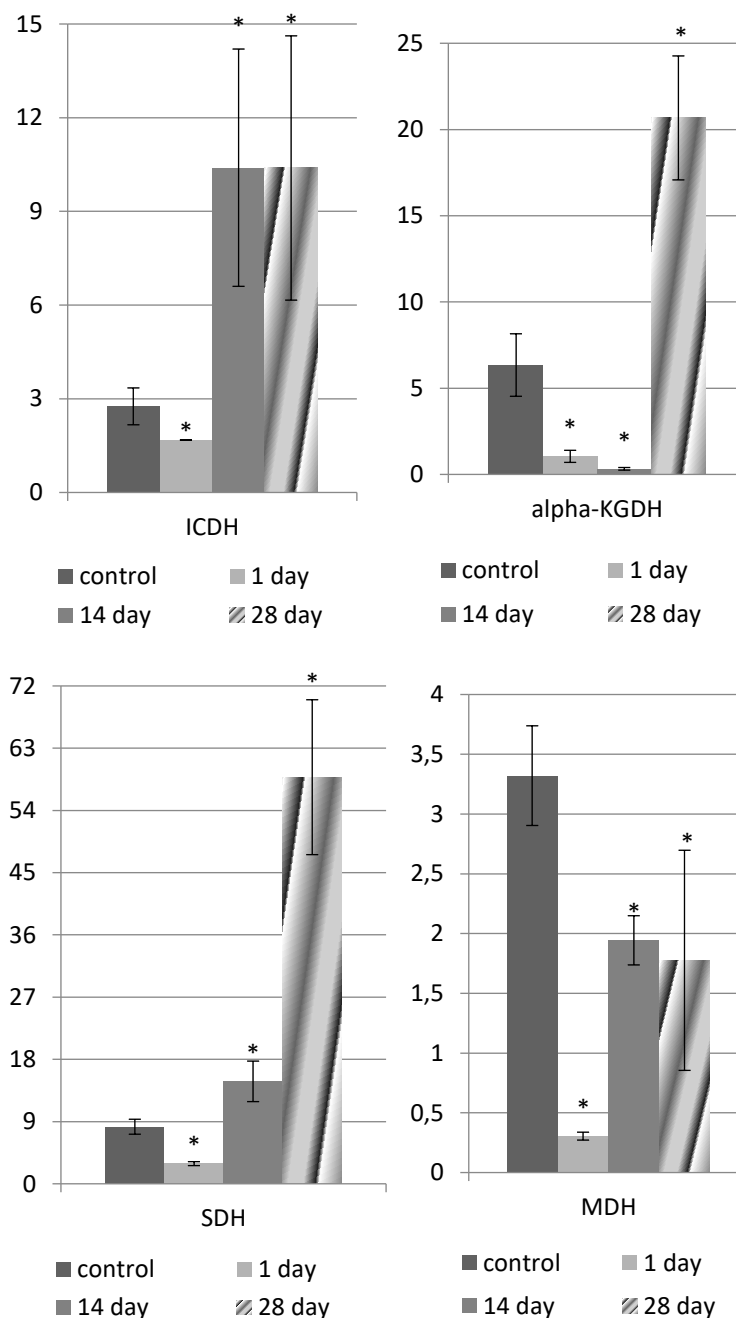 15
12
9
6
3
0
* * *
ICDH
control 1 day
14 day 28 day
25
20
15
10
5
0
* * *
alpha-KGDH
control 1 day
14 day 28 day
72
63
54
45
36
27
18
9
0
* * *
SDH
control 1 day
14 day 28 day
4
3,5
3
2,5
2
1,5
1
0,5
0
* * *
MDH
control 1 day
14 day 28 day